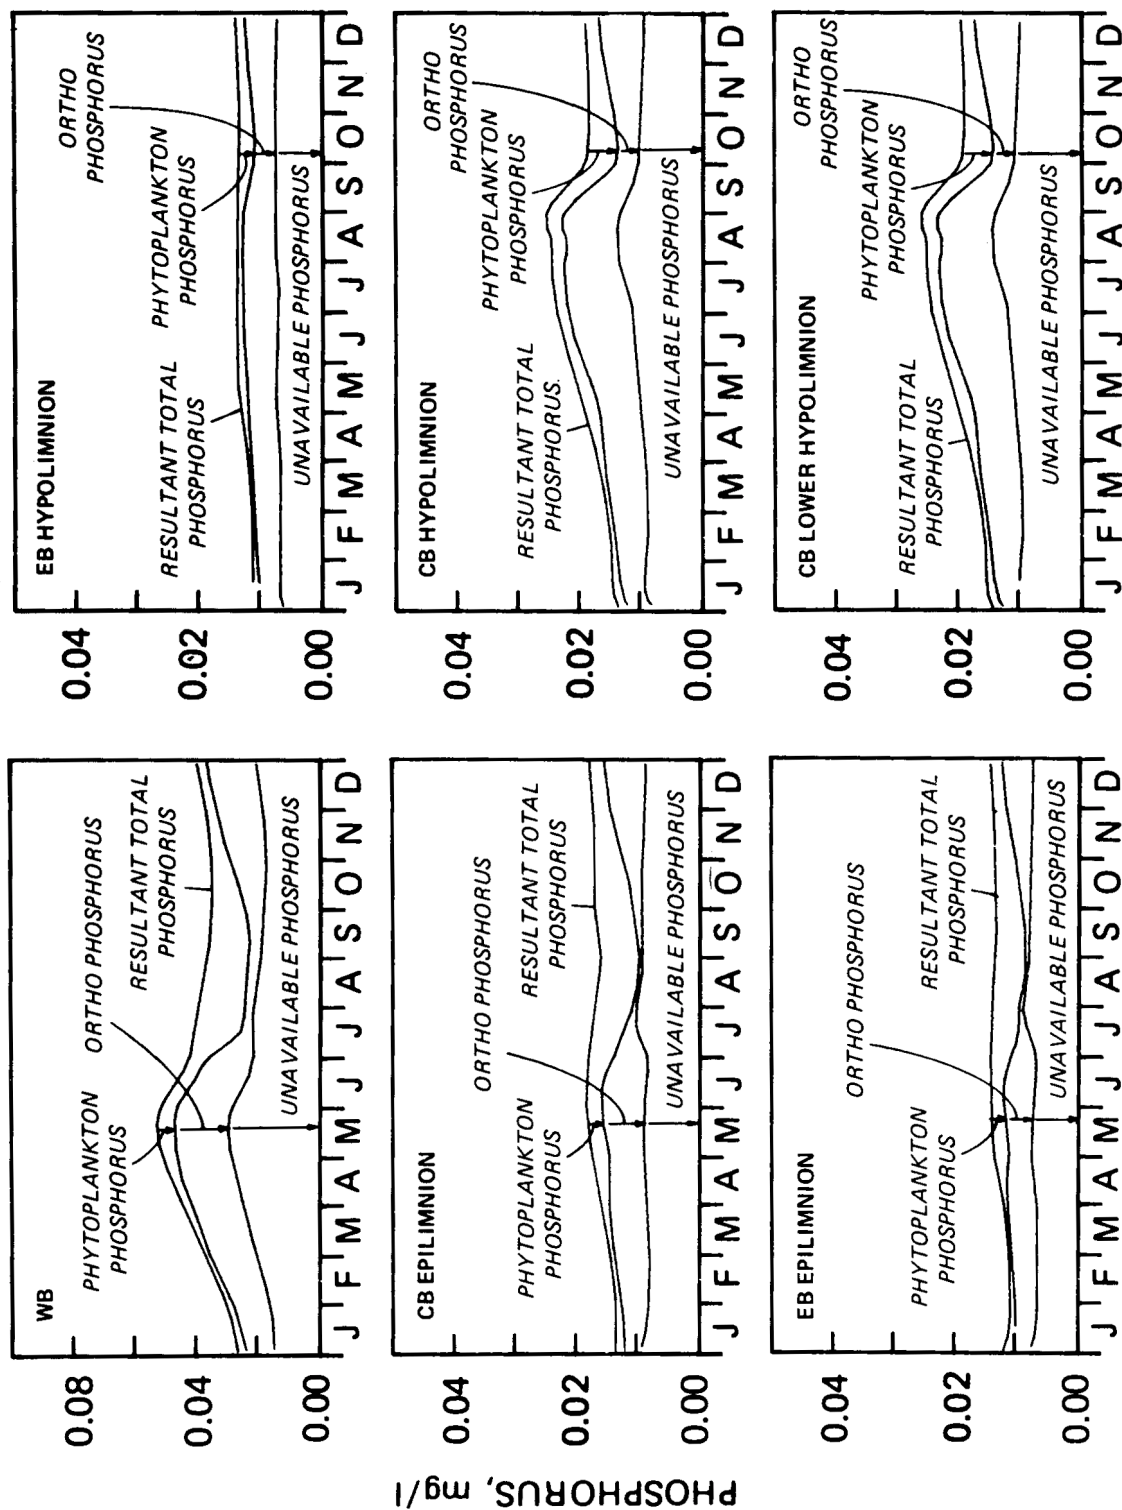 PHOSPHORUS, mg/l
WB
0.08
0.04
0.00
PHYTOPLANKTON
PHOSPHORUS
ORTHO PHOSPHORUS
RESULTANT TOTAL
PHOSPHORUS
UNAVAILABLE PHOSPHORUS
J F M A M J J A S O N D
EB HYPOLIMNION
0.04
0.02
0.00
RESULTANT TOTAL
PHOSPHORUS
PHYTOPLANKTON
PHOSPHORUS
ORTHO
PHOSPHORUS
UNAVAILABLE PHOSPHORUS
J F M A M J J A S O N D
CB EPILIMNION
0.04
0.02
0.00
PHYTOPLANKTON
PHOSPHORUS
ORTHO PHOSPHORUS
RESULTANT TOTAL
PHOSPHORUS
UNAVAILABLE PHOSPHORUS
J F M A M J J A S O N D
CB HYPOLIMNION
0.04
0.02
0.00
RESULTANT TOTAL
PHOSPHORUS.
PHYTOPLANKTON
PHOSPHORUS
ORTHO
PHOSPHORUS
UNAVAILABLE PHOSPHORUS
J F M A M J J A S O N D
EB EPILIMNION
0.04
0.02
0.00
PHYTOPLANKTON
PHOSPHORUS
ORTHO PHOSPHORUS
RESULTANT TOTAL
PHOSPHORUS
UNAVAILABLE PHOSPHORUS
J F M A M J J A S O N D
CB LOWER HYPOLIMNION
0.04
0.02
0.00
RESULTANT TOTAL
PHOSPHORUS
PHYTOPLANKTON
PHOSPHORUS
ORTHO
PHOSPHORUS
UNAVAILABLE PHOSPHORUS
J F M A M J J A S O N D